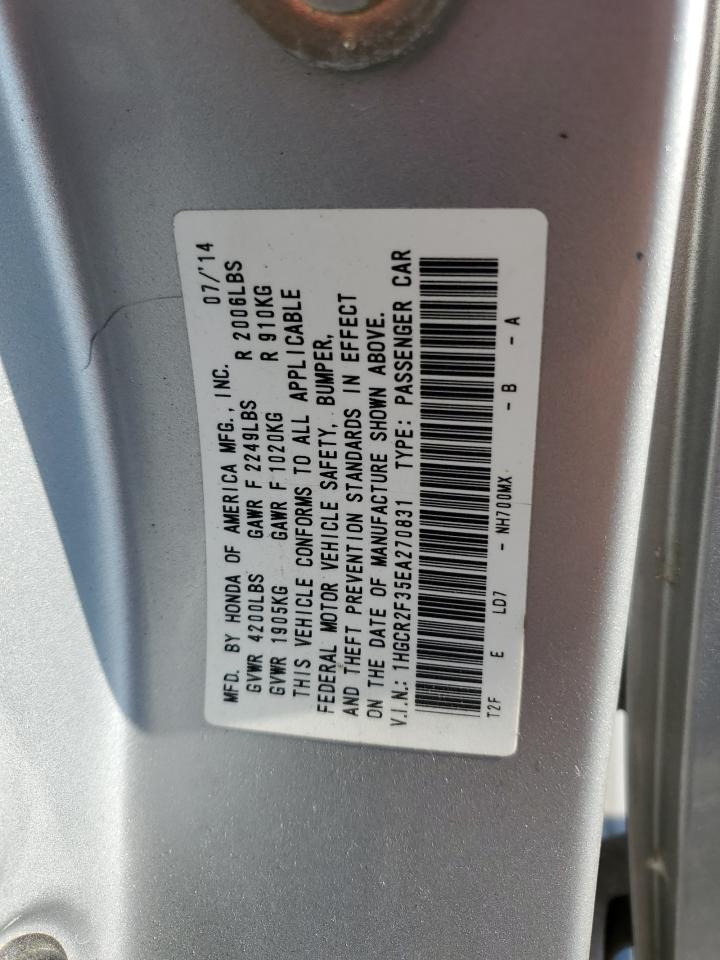 MFD. BY HONDA OF AMERICA MFG., INC. 07/'14
GVWR 4200LBS GAWR F 2249LBS R 2006LBS
GVWR 1905KG GAWR F 1020KG R 910KG
THIS VEHICLE CONFORMS TO ALL APPLICABLE
FEDERAL MOTOR VEHICLE SAFETY, BUMPER,
AND THEFT PREVENTION STANDARDS IN EFFECT
ON THE DATE OF MANUFACTURE SHOWN ABOVE.
V.I.N.: 1HGCR2F35EA270831 TYPE: PASSENGER CAR
T2F E LD7 - NH700MX - B - A